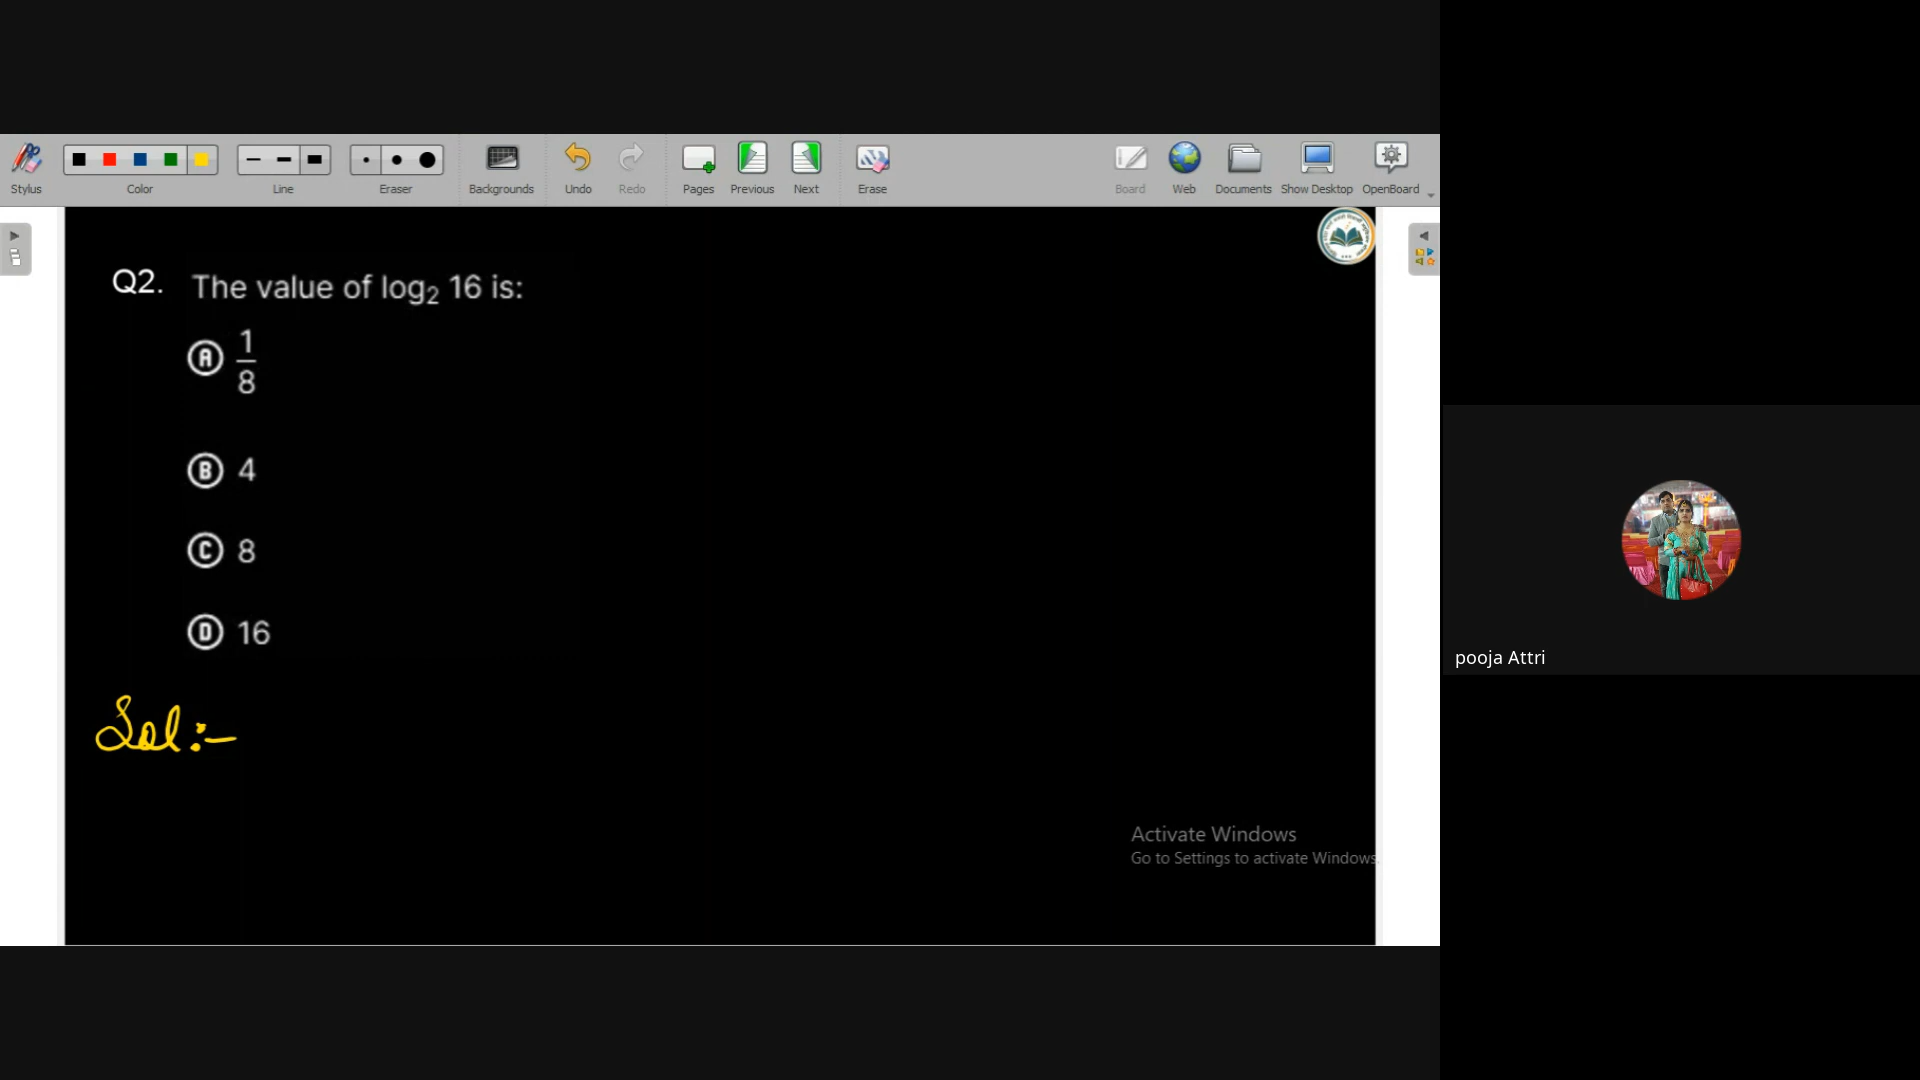 Stylus
Color
Line
Eraser
Backgrounds
Undo
Redo
Pages
Previous
Next
Erase
Board
Web
Documents
Show Desktop
OpenBoard
Q2. The value of log₂ 16 is:
A 1/8
B 4
C 8
D 16
Sol :-
Activate Windows
Go to Settings to activate Windows.
pooja Attri